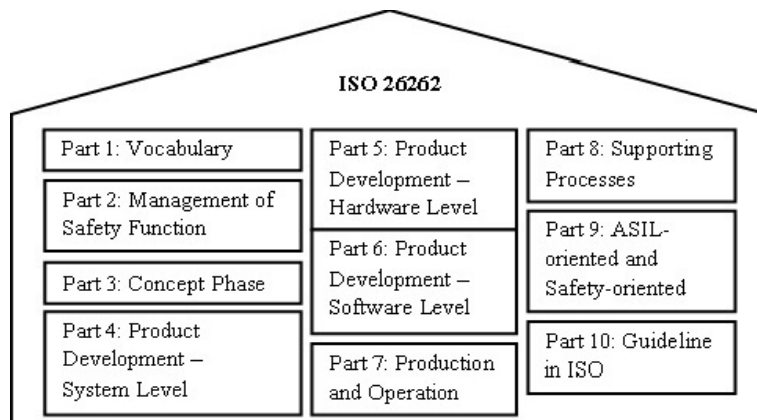 ISO 26262
Part 1: Vocabulary
Part 2: Management of
Safety Function
Part 3: Concept Phase
Part 4: Product
Development –
System Level
Part 5: Product
Development –
Hardware Level
Part 6: Product
Development –
Software Level
Part 7: Production
and Operation
Part 8: Supporting
Processes
Part 9: ASIL-
oriented and
Safety-oriented
Part 10: Guideline
in ISO